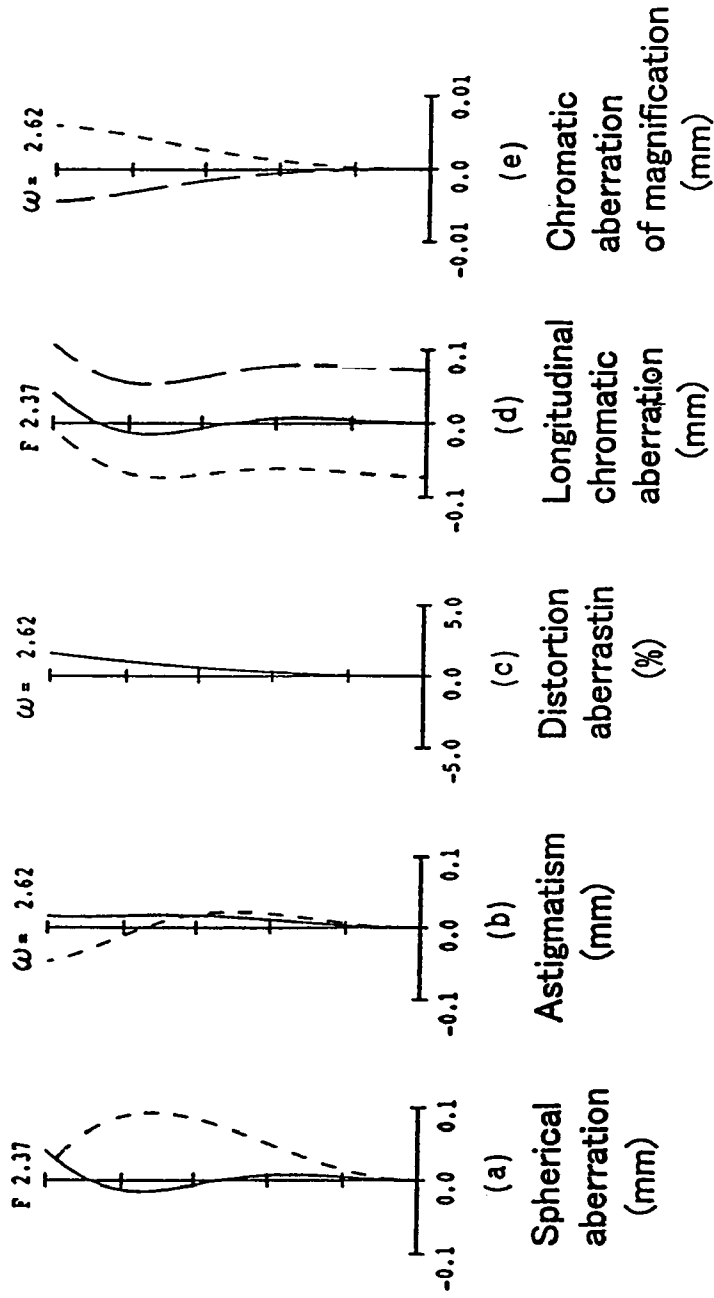 F 2.37
-0.1 0.0 0.1
(a)
Spherical
aberration
(mm)
ω= 2.62
-0.1 0.0 0.1
(b)
Astigmatism
(mm)
ω= 2.62
-5.0 0.0 5.0
(c)
Distortion
aberrastin
(%)
F 2.37
-0.1 0.0 0.1
(d)
Longitudinal
chromatic
aberration
(mm)
ω= 2.62
-0.01 0.0 0.01
(e)
Chromatic
aberration
of magnification
(mm)